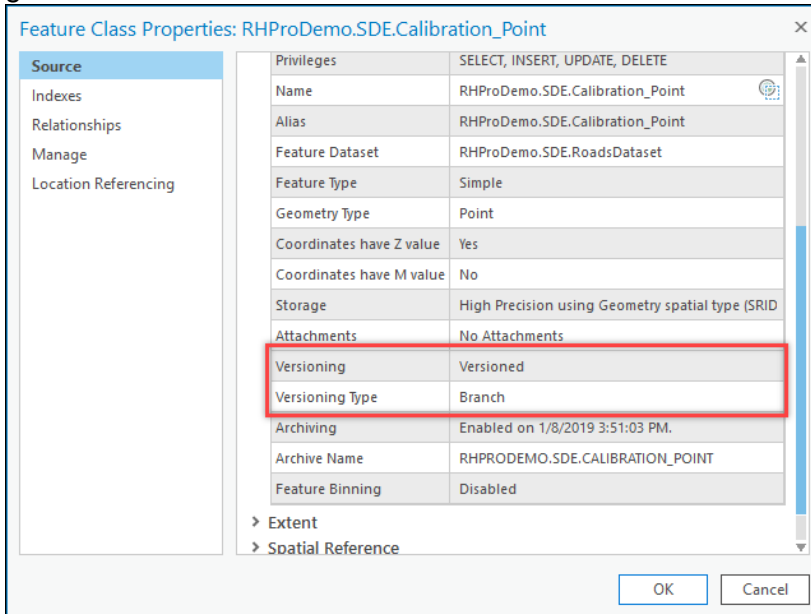 Feature Class Properties: RHProDemo.SDE.Calibration_Point
Source
Indexes
Relationships
Manage
Location Referencing
Privileges SELECT, INSERT, UPDATE, DELETE
Name RHProDemo.SDE.Calibration_Point
Alias RHProDemo.SDE.Calibration_Point
Feature Dataset RHProDemo.SDE.RoadsDataset
Feature Type Simple
Geometry Type Point
Coordinates have Z value Yes
Coordinates have M value No
Storage High Precision using Geometry spatial type (SRID
Attachments No Attachments
Versioning Versioned
Versioning Type Branch
Archiving Enabled on 1/8/2019 3:51:03 PM.
Archive Name RHPRODEMO.SDE.CALIBRATION_POINT
Feature Binning Disabled
Extent
Spatial Reference
OK Cancel